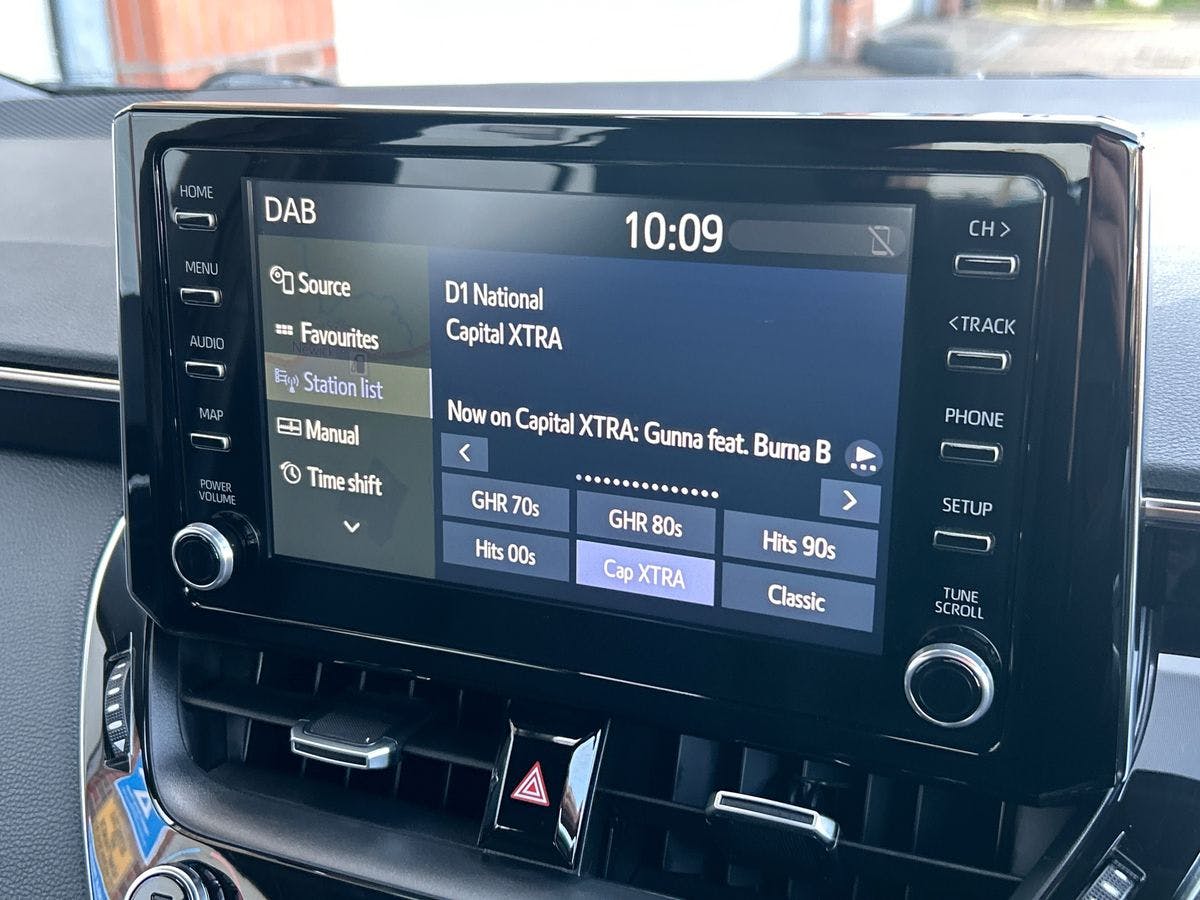 HOME
MENU
AUDIO
MAP
POWER
VOLUME
DAB
10:09
Source
Favourites
Station list
Manual
Time shift
D1 National
Capital XTRA
Now on Capital XTRA: Gunna feat. Burna B
GHR 70s
GHR 80s
Hits 90s
Hits 00s
Cap XTRA
Classic
CH >
< TRACK
PHONE
SETUP
TUNE
SCROLL